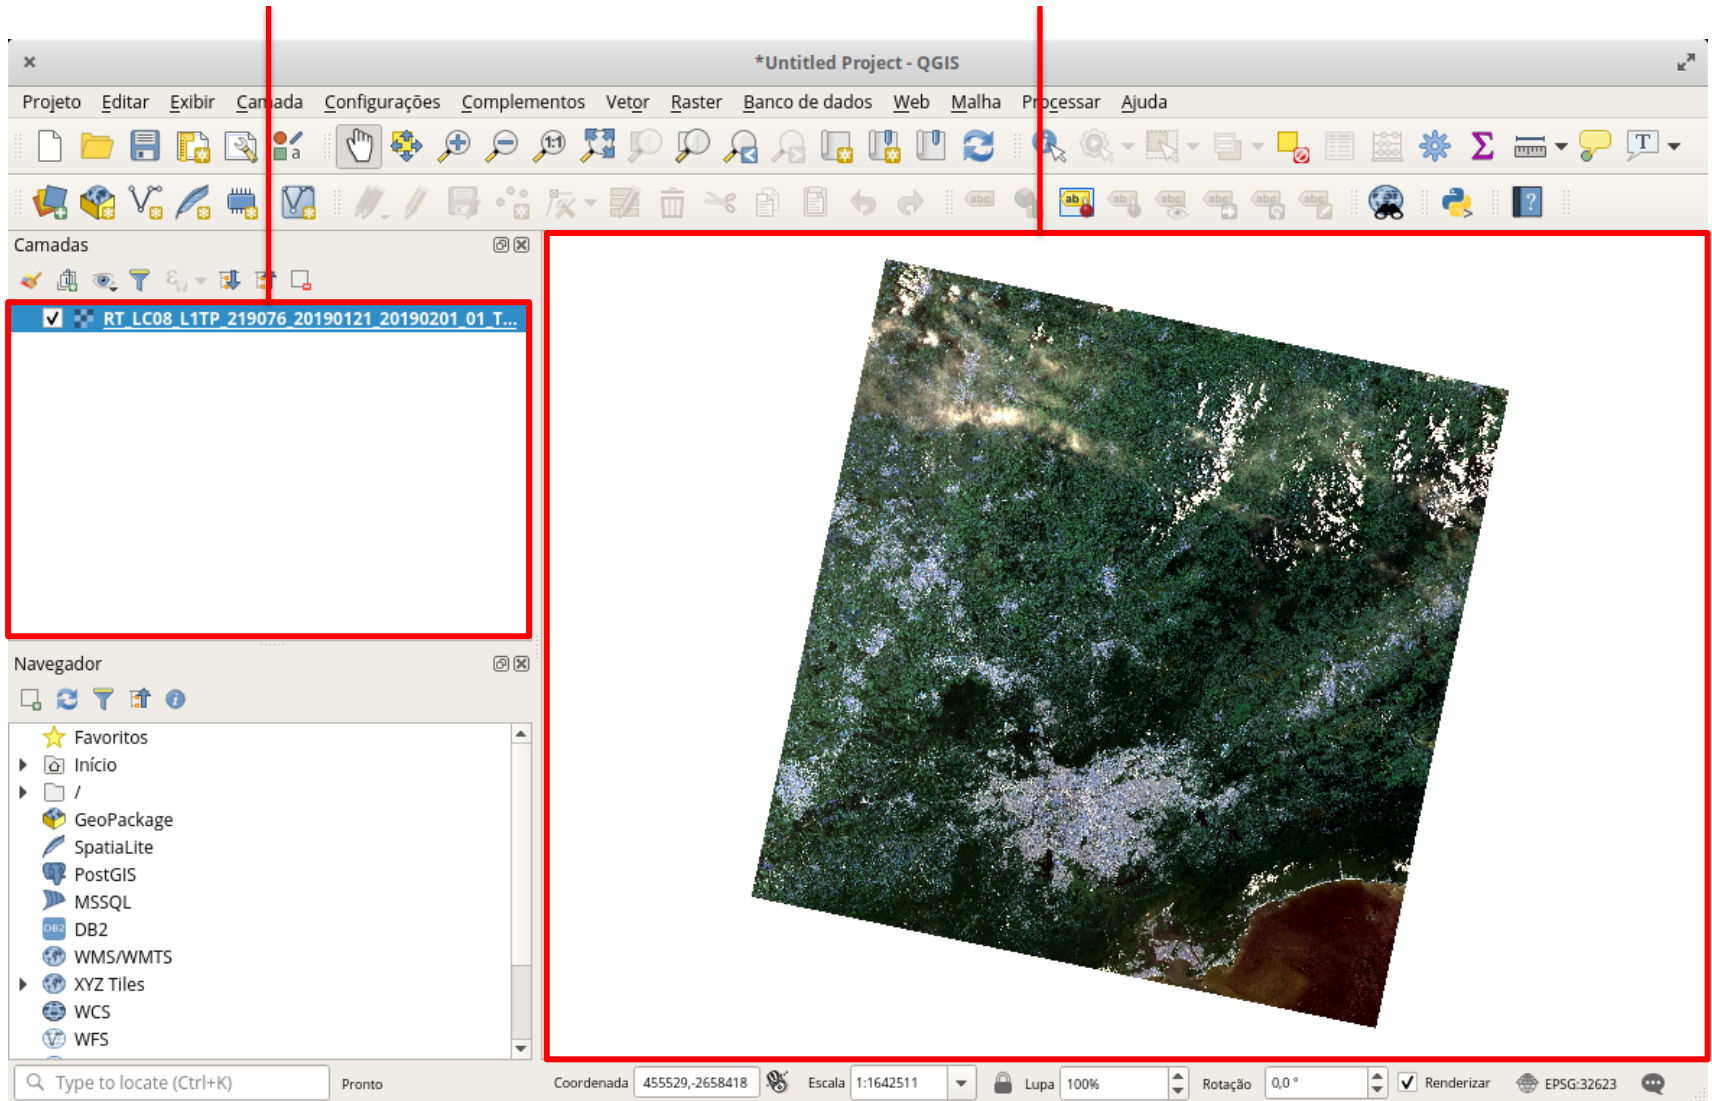 *Untitled Project - QGIS
Projeto Editar Exibir Camada Configurações Complementos Vetor Raster Banco de dados Web Malha Processar Ajuda
Camadas
RT_LC08_L1TP_219076_20190121_20190201_01_T...
Navegador
Favoritos
Início
/
GeoPackage
SpatiaLite
PostGIS
MSSQL
DB2
WMS/WMTS
XYZ Tiles
WCS
WFS
Type to locate (Ctrl+K) Pronto Coordenada 455529,-2658418 Escala 1:1642511 Lupa 100% Rotação 0,0 ° Renderizar EPSG:32623